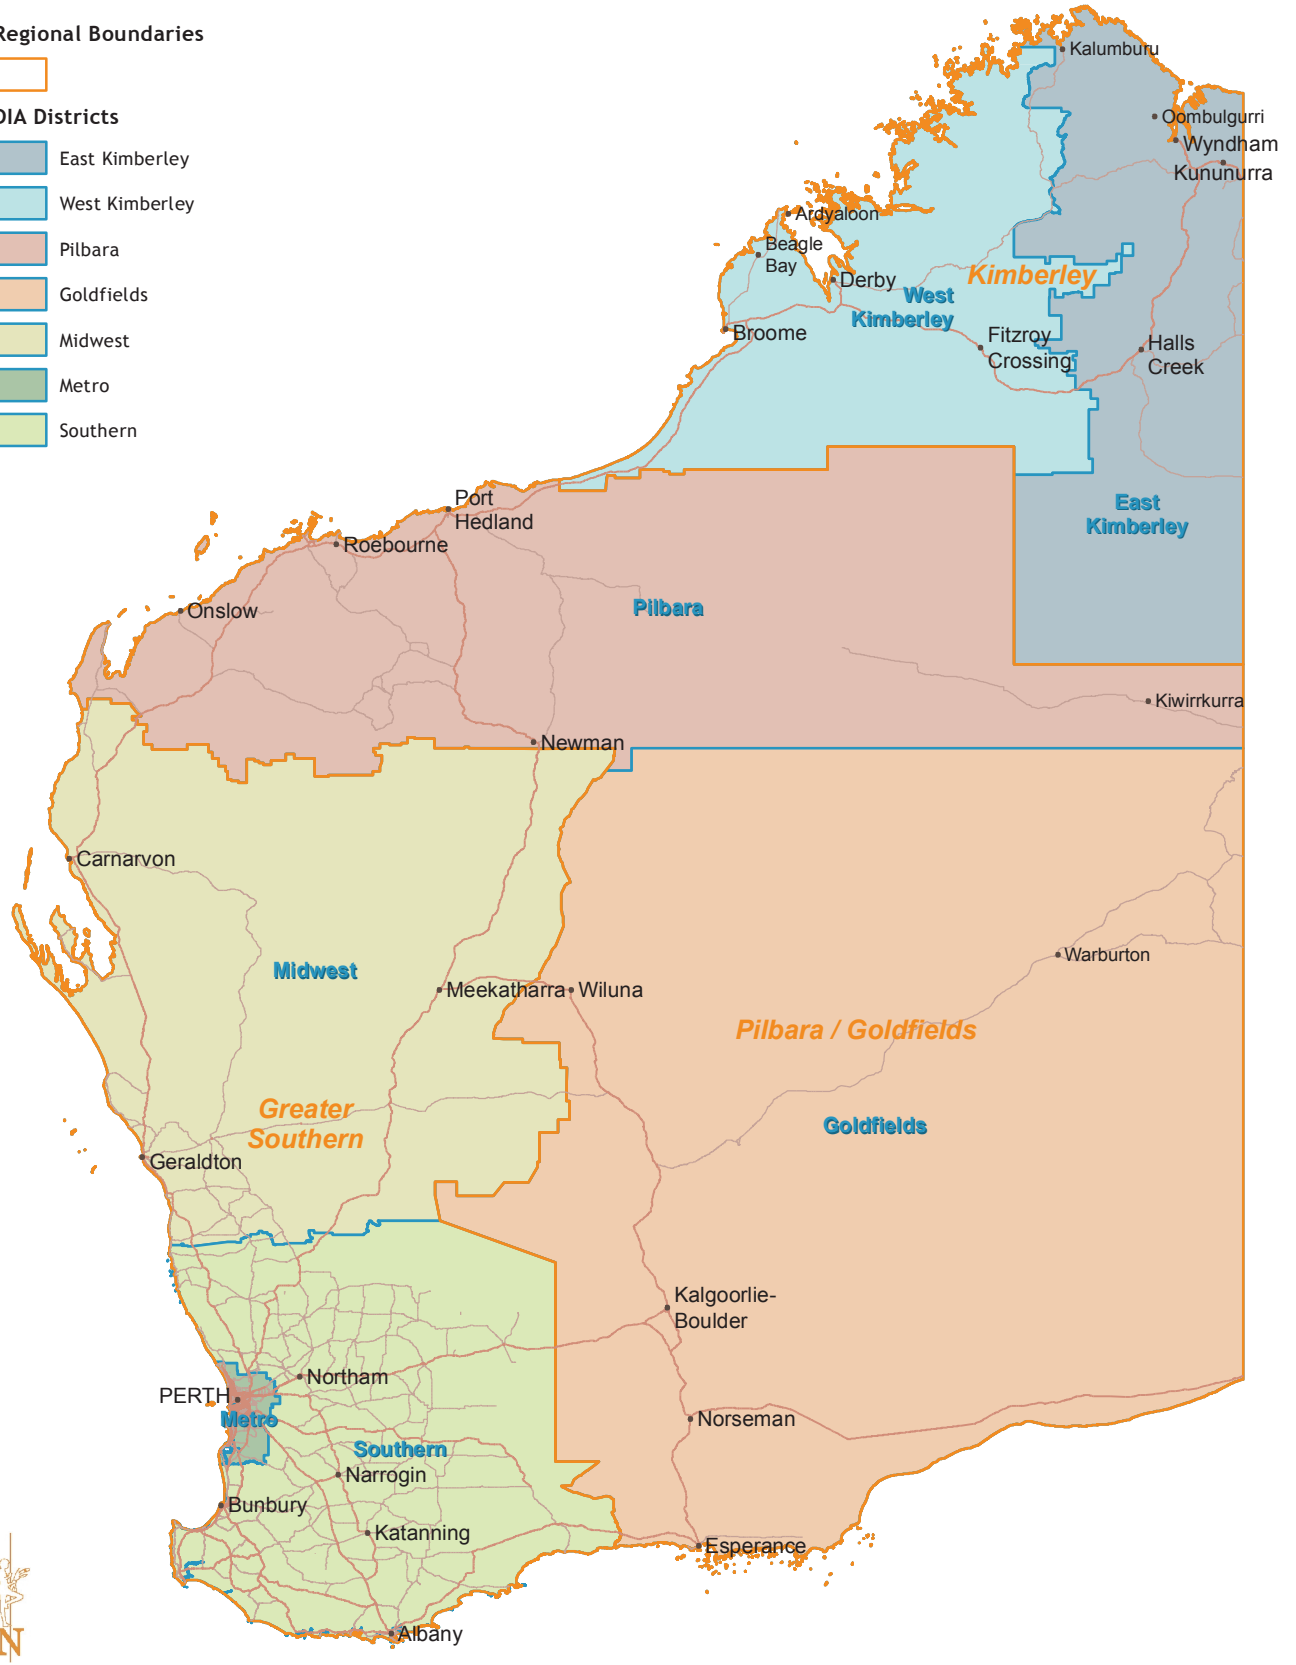 Regional Boundaries
DIA Districts
East Kimberley
West Kimberley
Pilbara
Goldfields
Midwest
Metro
Southern
Kalumburu
Oombulgurri
Wyndham
Kununurra
Ardyaloon
Beagle
Bay
Derby
Kimberley
West
Kimberley
Broome
Fitzroy
Crossing
Halls
Creek
Port
Hedland
East
Kimberley
Roebourne
Onslow
Pilbara
Kiwirrkurra
Newman
Carnarvon
Warburton
Midwest
Meekatharra
Wiluna
Pilbara / Goldfields
Greater
Southern
Goldfields
Geraldton
Kalgoorlie-
Boulder
Northam
PERTH
Metro
Norseman
Southern
Narrogin
Bunbury
Katanning
Esperance
Albany
N